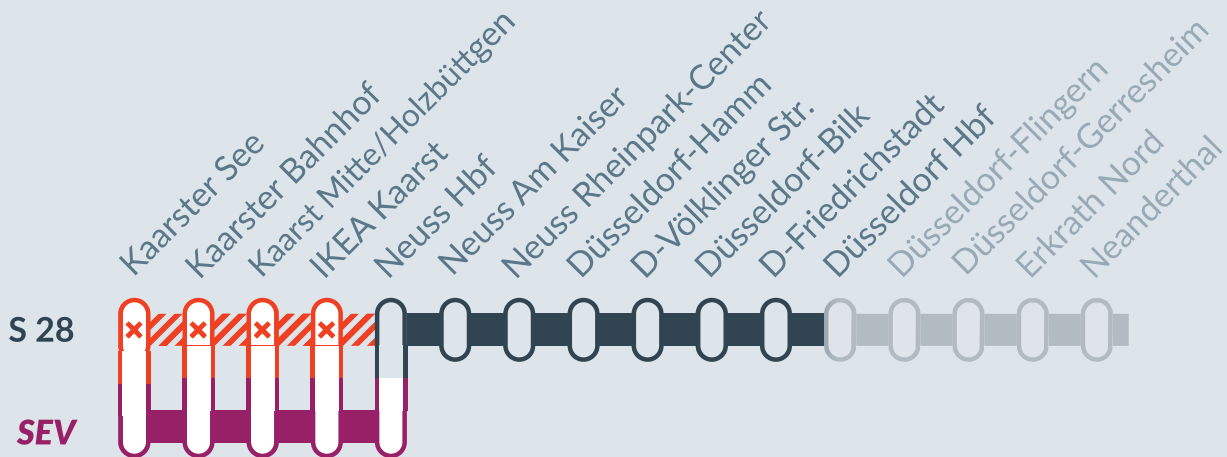 Kaarster See
Kaarster Bahnhof
Kaarst Mitte/Holzbüttgen
IKEA Kaarst
Neuss Hbf
Neuss Am Kaiser
Neuss Rheinpark-Center
Düsseldorf-Hamm
D-Völklinger Str.
Düsseldorf-Bilk
D-Friedrichstadt
Düsseldorf Hbf
Düsseldorf-Flingern
Düsseldorf-Gerresheim
Erkrath Nord
Neanderthal
S 28
SEV